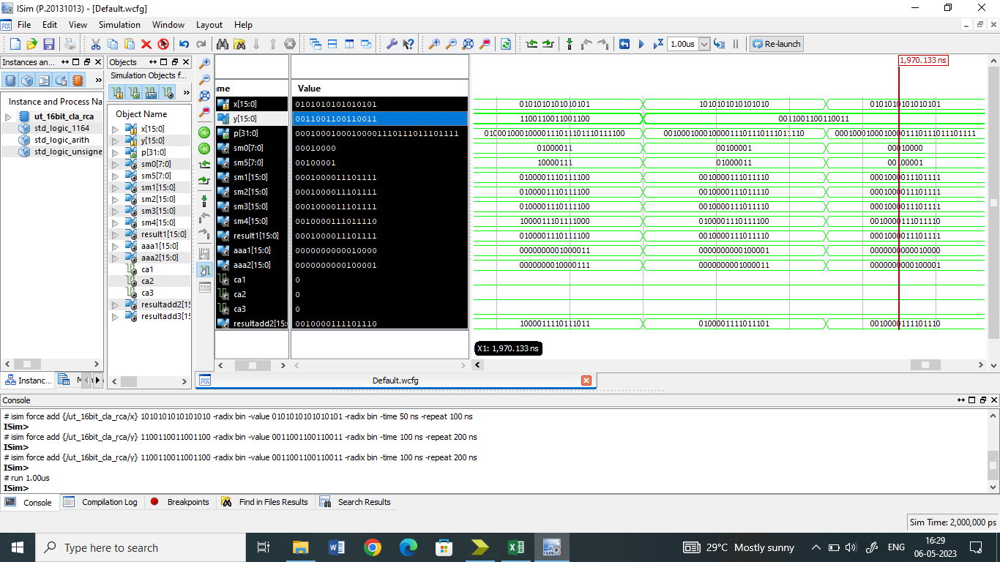 ISim (P.20131013) - [Default.wcfg]
File Edit View Simulation Window Layout Help
1.00us Re-launch
Instances an...
Instance and Process Na
ut_16bit_cla_rca
std_logic_1164
std_logic_arith
std_logic_unsigne
Instanc...
Objects
Simulation Objects f...
Object Name
x[15:0]
y[15:0]
p[31:0]
sm0[7:0]
sm5[7:0]
sm1[15:0]
sm2[15:0]
sm3[15:0]
sm4[15:0]
result1[15:0]
aaa1[15:0]
aaa2[15:0]
ca1
ca2
ca3
resultadd2[15
resultadd3[15
me Value
1,970.133 ns
x[15:0] 0101010101010101 0101010101010101 1010101010101010 0101010101010101
y[15:0] 0011001100110011 1100110011001100 0011001100110011
p[31:0] 00010001000100001110111011101111 01000100010000111011101110111100 00100010001000011101110111011110 00010001000100001110111011101111
sm0[7:0] 00010000 01000011 00100001 00010000
sm5[7:0] 00100001 10000111 01000011 00100001
sm1[15:0] 0001000011101111 0100001110111100 0010000111011110 0001000011101111
sm2[15:0] 0001000011101111 0100001110111100 0010000111011110 0001000011101111
sm3[15:0] 0001000011101111 0100001110111100 0010000111011110 0001000011101111
sm4[15:0] 0010000111011110 1000011101111000 0100001110111100 0010000111011110
result1[15:0] 0001000011101111 0100001110111100 0010000111011110 0001000011101111
aaa1[15:0] 0000000000010000 0000000001000011 0000000000100001 0000000000010000
aaa2[15:0] 0000000000100001 0000000010000111 0000000001000011 0000000000100001
ca1 0
ca2 0
ca3 0
resultadd2[15: 0010000111101110 1000011110111011 0100001111011101 0010000111101110
X1: 1,970.133 ns
Default.wcfg
Console
# isim force add {/ut_16bit_cla_rca/x} 1010101010101010 -radix bin -value 0101010101010101 -radix bin -time 50 ns -repeat 100 ns
ISim>
# isim force add {/ut_16bit_cla_rca/y} 1100110011001100 -radix bin -value 0011001100110011 -radix bin -time 100 ns -repeat 200 ns
ISim>
# isim force add {/ut_16bit_cla_rca/y} 1100110011001100 -radix bin -value 0011001100110011 -radix bin -time 100 ns -repeat 200 ns
ISim>
# run 1.00us
ISim>
Console Compilation Log Breakpoints Find in Files Results Search Results
Sim Time: 2,000,000 ps
Type here to search
29°C Mostly sunny
ENG
16:29
06-05-2023